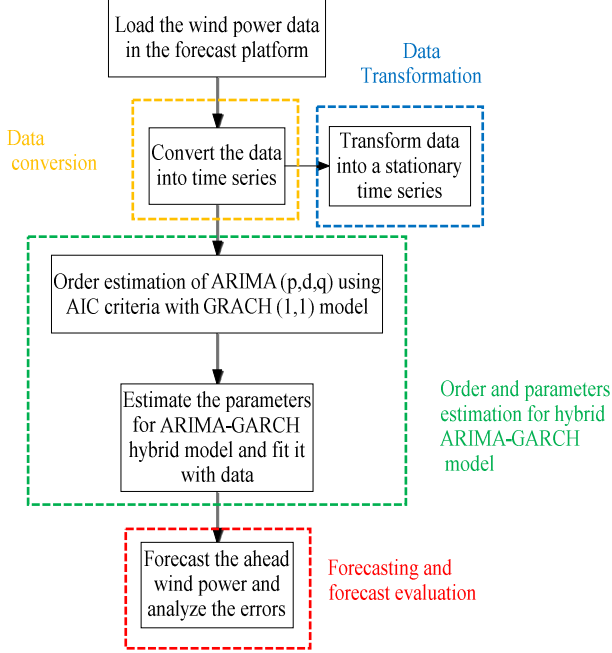 Load the wind power data
in the forecast platform
Data
Transformation
Data
conversion
Convert the data
into time series
Transform data
into a stationary
time series
Order estimation of ARIMA (p,d,q) using
AIC criteria with GRACH (1,1) model
Estimate the parameters
for ARIMA-GARCH
hybrid model and fit it
with data
Order and parameters
estimation for hybrid
ARIMA-GARCH
model
Forecast the ahead
wind power and
analyze the errors
Forecasting and
forecast evaluation